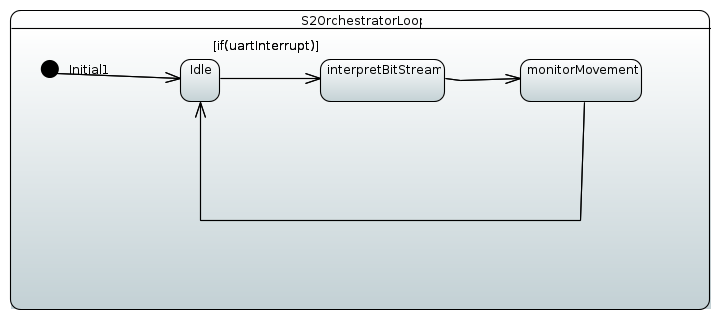 S2OrchestratorLoop
[if(uartInterrupt)]
Initial1
Idle
interpretBitStream
monitorMovement